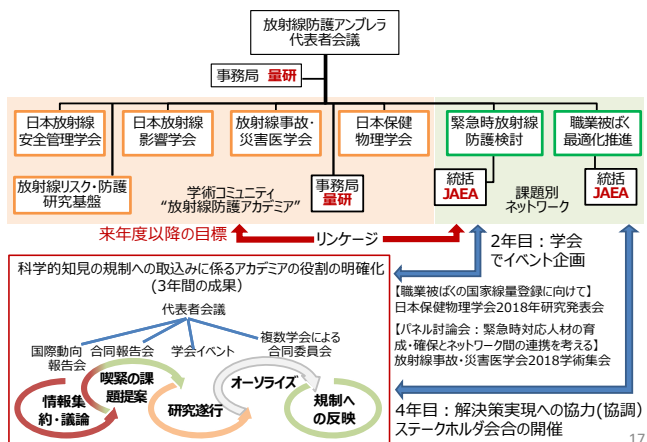 放射線防護アンブレラ
代表者会議
事務局 量研
日本放射線
安全管理学会
日本放射線
影響学会
放射線事故・
災害医学会
日本保健
物理学会
緊急時放射線
防護検討
職業被ばく
最適化推進
放射線リスク・防護
研究基盤
学術コミュニティ
“放射線防護アカデミア”
事務局
量研
統括
JAEA
課題別
ネットワーク
統括
JAEA
来年度以降の目標
リンケージ
2年目：学会
でイベント企画
科学的知見の規制への取込みに係るアカデミアの役割の明確化
(3年間の成果)
代表者会議
国際動向
報告会
合同報告会
学会イベント
複数学会による
合同委員会
情報集
約・議論
喫緊の課
題提案
研究遂行
オーソライズ
規制へ
の反映
【職業被ばくの国家線量登録に向けて】
日本保健物理学会2018年研究発表会
【パネル討論会：緊急時対応人材の育
成・確保とネットワーク間の連携を考える】
放射線事故・災害医学会2018学術集会
4年目：解決策実現への協力(協調)
ステークホルダ会合の開催
17